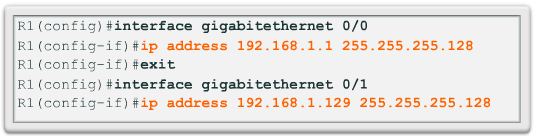 R1(config)#interface gigabitethernet 0/0
R1(config-if)#ip address 192.168.1.1 255.255.255.128
R1(config-if)#exit
R1(config)#interface gigabitethernet 0/1
R1(config-if)#ip address 192.168.1.129 255.255.255.128